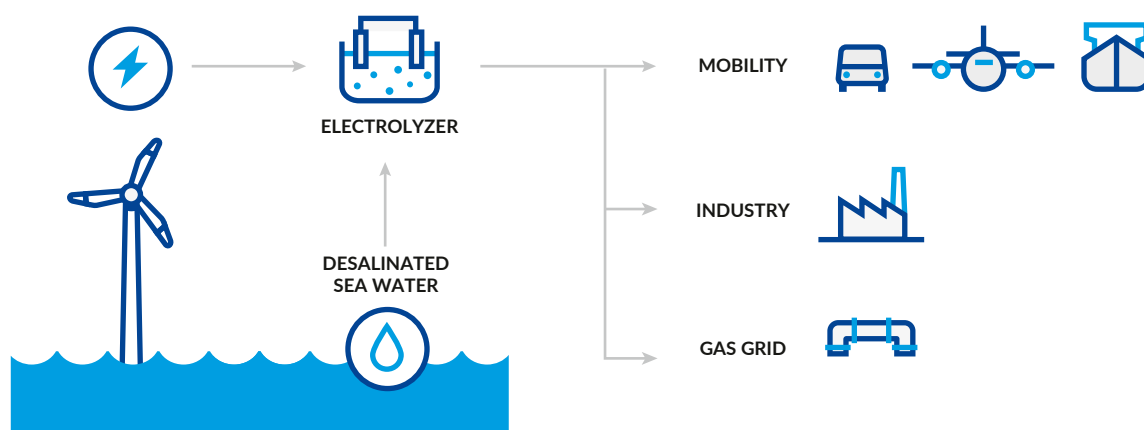 ELECTROLYZER
DESALINATED
SEA WATER
MOBILITY
INDUSTRY
GAS GRID